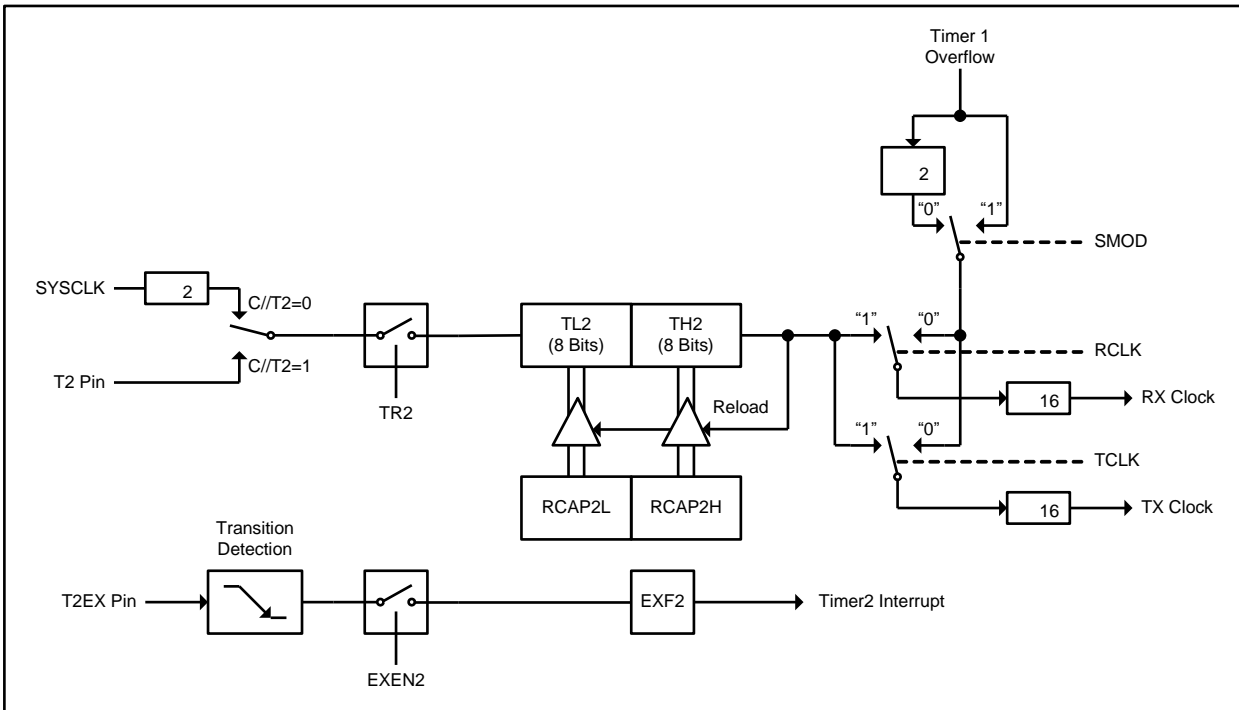 Timer 1
Overflow
2
“0”
“1”
SMOD
SYSCLK
2
C//T2=0
TL2
(8 Bits)
TH2
(8 Bits)
“1”
“0”
RCLK
C//T2=1
T2 Pin
TR2
Reload
16
RX Clock
“1”
“0”
TCLK
RCAP2L
RCAP2H
16
TX Clock
Transition
Detection
T2EX Pin
EXF2
Timer2 Interrupt
EXEN2